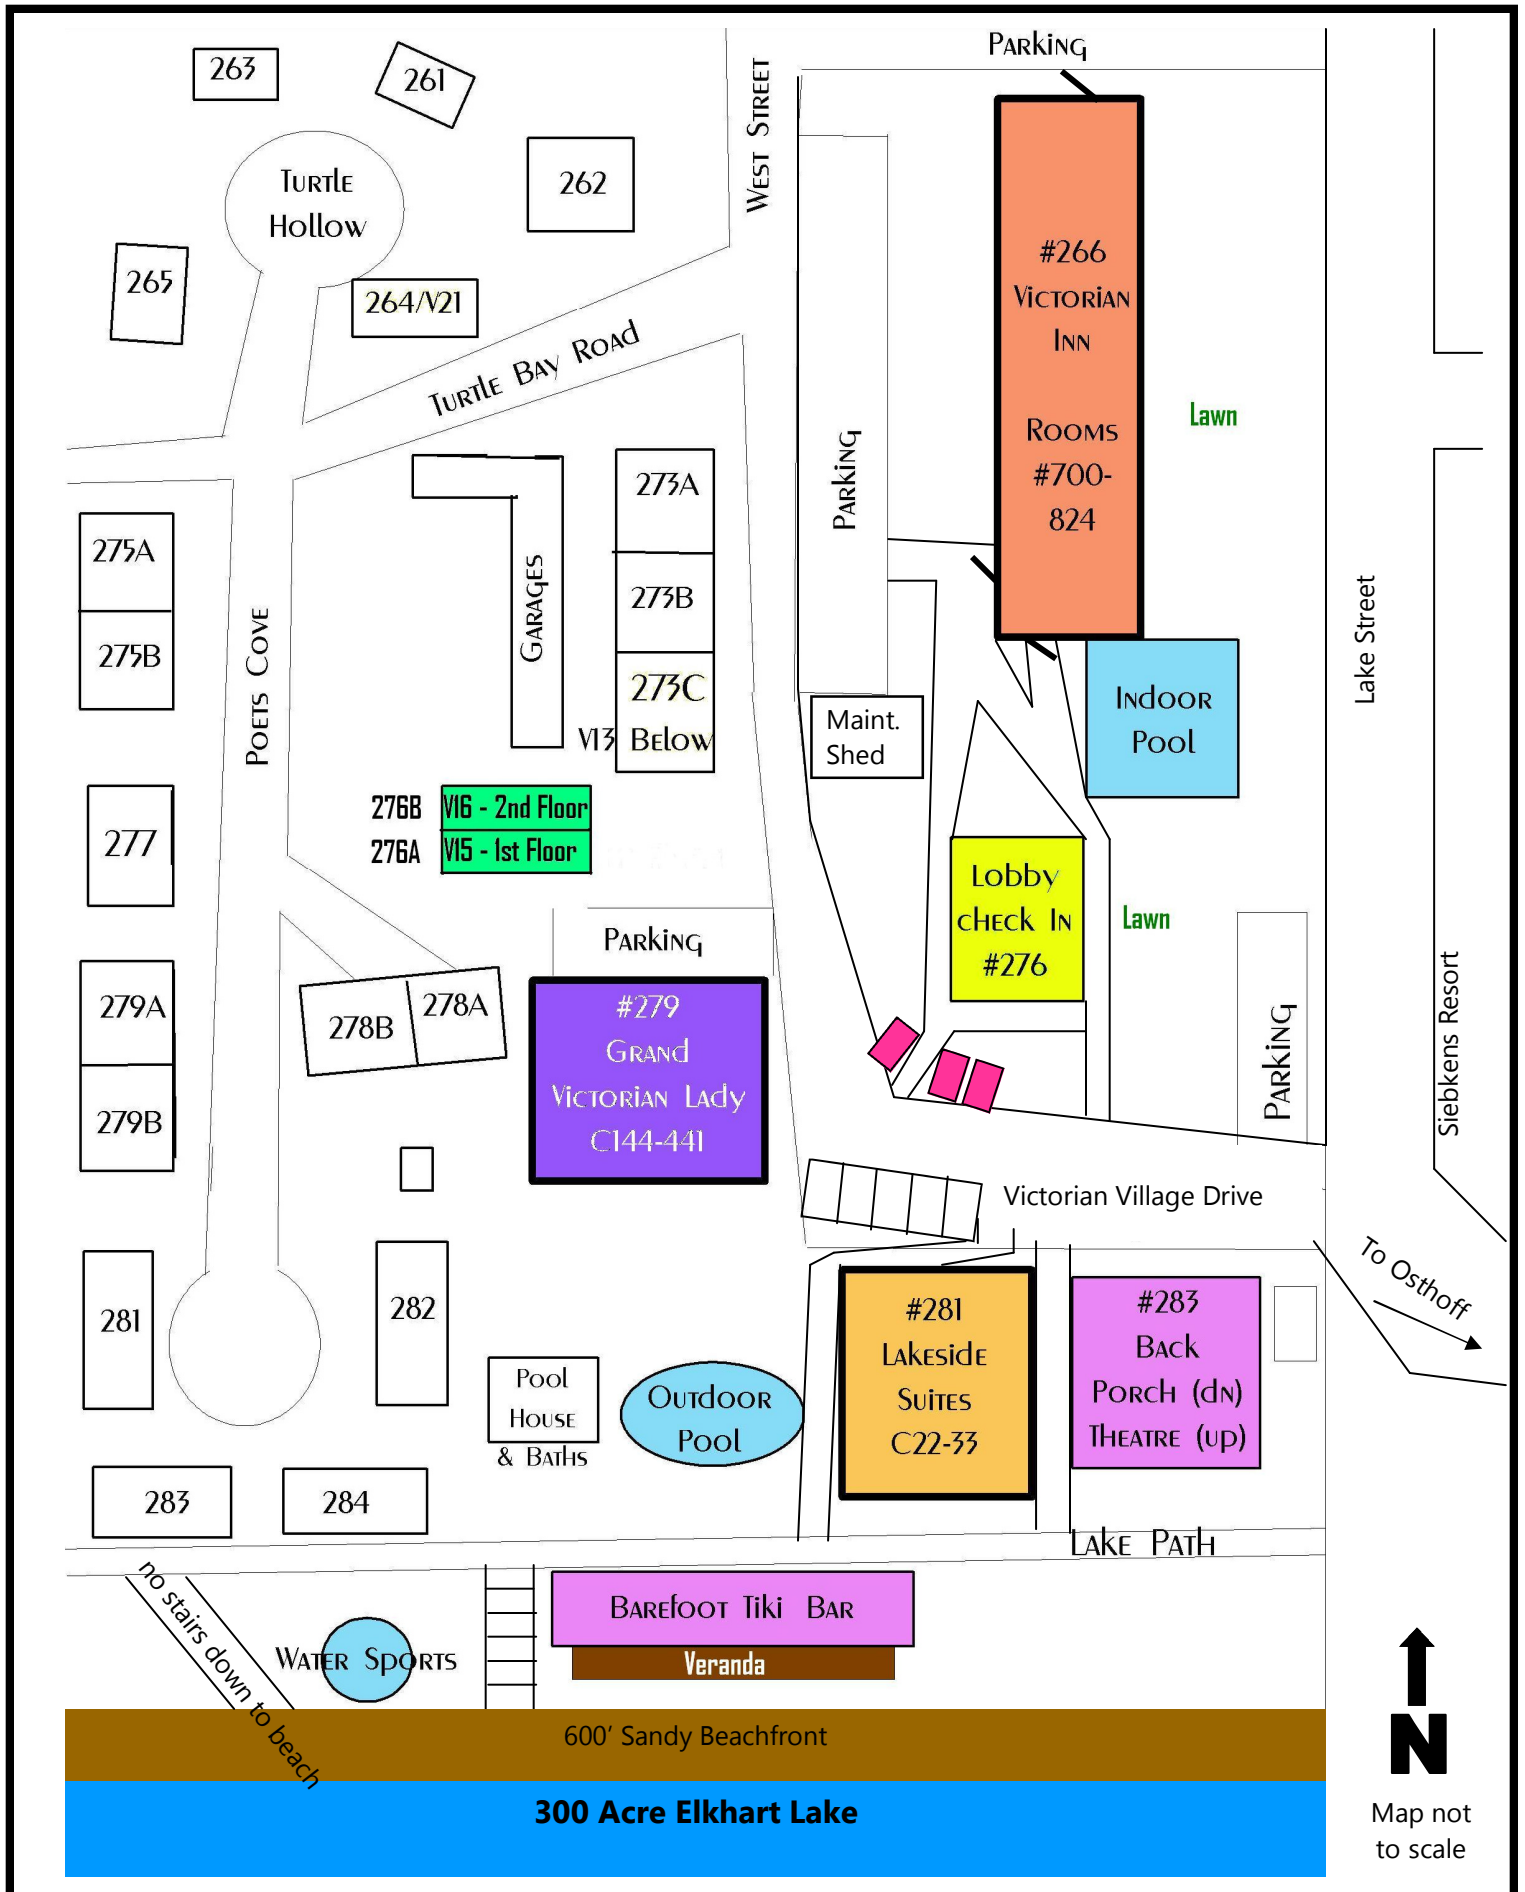 Parking
263
261
West Street
262
Turtle
Hollow
#266
Victorian
Inn
Rooms
#700-
824
265
264/V21
Turtle Bay Road
Lawn
Parking
273A
275A
Garages
273B
Lake Street
Poets Cove
275B
273C
V13 Below
Indoor
Pool
Maint.
Shed
276B
V16 - 2nd Floor
276A
V15 - 1st Floor
277
Lobby
check In
#276
Lawn
Parking
279A
278B
278A
#279
Grand
Victorian Lady
C144-441
Parking
Siebkens Resort
279B
Victorian Village Drive
To Osthoff
281
282
#281
Lakeside
Suites
C22-33
#283
Back
Porch (dn)
Theatre (up)
Pool
House
& Baths
Outdoor
Pool
283
284
Lake Path
no stairs down to beach
Water Sports
Barefoot Tiki Bar
Veranda
600' Sandy Beachfront
300 Acre Elkhart Lake
N
Map not
to scale